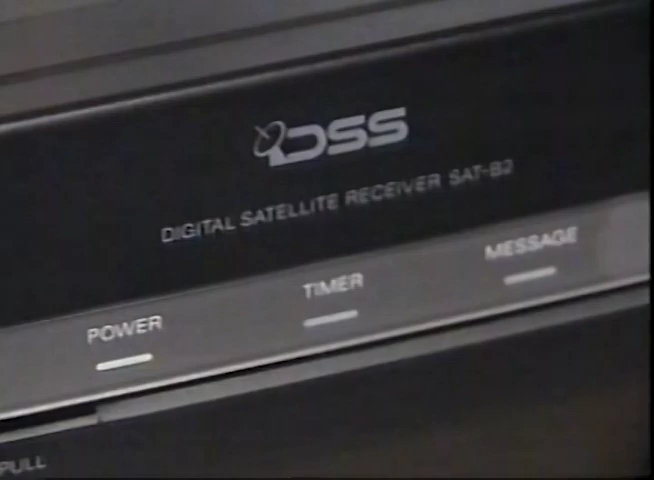 DSS
DIGITAL SATELLITE RECEIVER SAT-B2
POWER TIMER MESSAGE
PULL